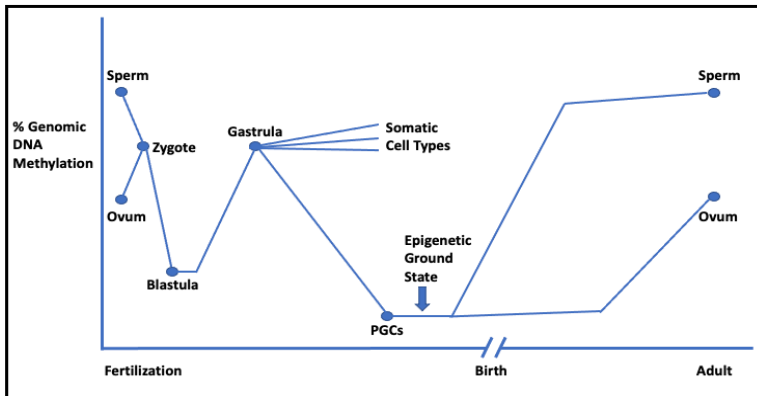 Sperm
% Genomic
DNA
Methylation
Zygote
Ovum
Blastula
Gastrula
Somatic
Cell Types
Epigenetic
Ground
State
PGCs
Sperm
Ovum
Fertilization
Birth
Adult